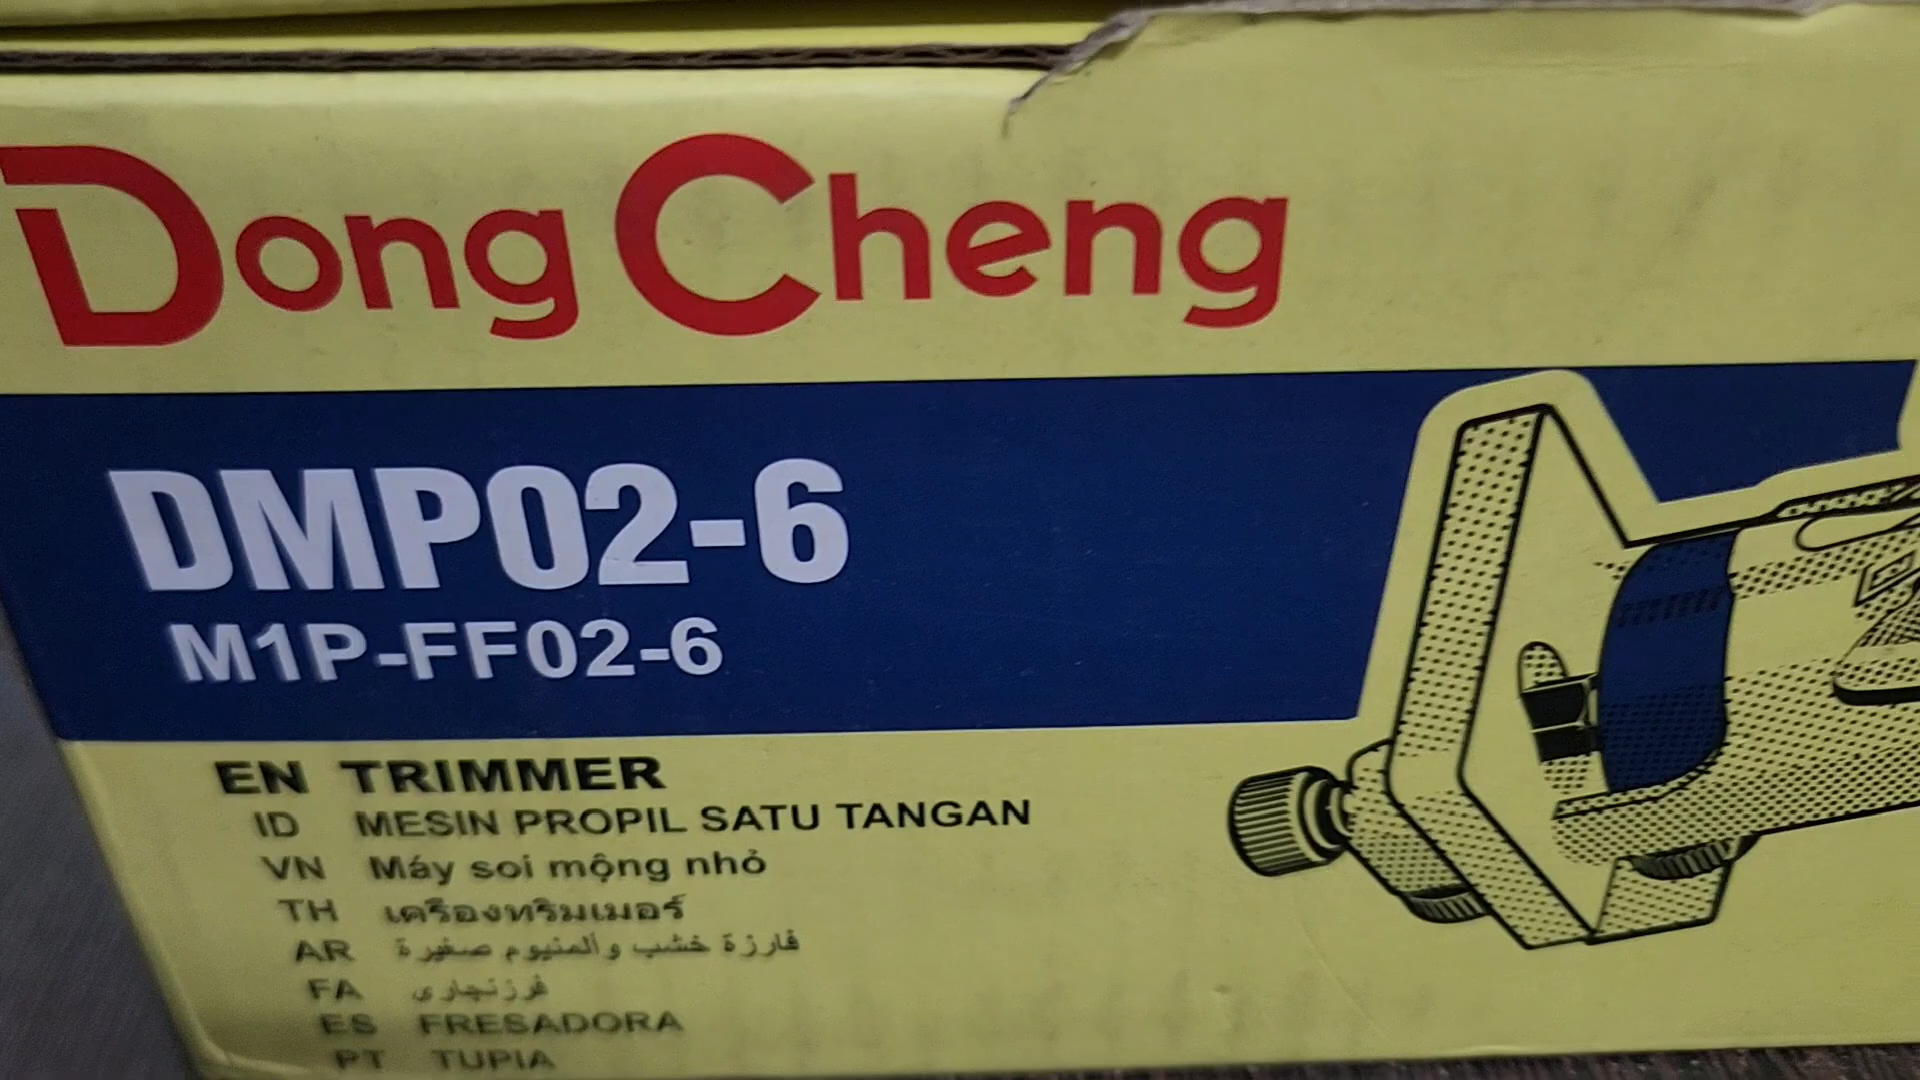 Dong Cheng
DMP02-6
M1P-FF02-6
EN TRIMMER
ID MESIN PROPIL SATU TANGAN
VN Máy soi mộng nhỏ
TH เครื่องทริมเมอร์
AR فارزة خشب وألمنيوم صغيرة
FA فرزنجاری
ES FRESADORA
PT TUPIA